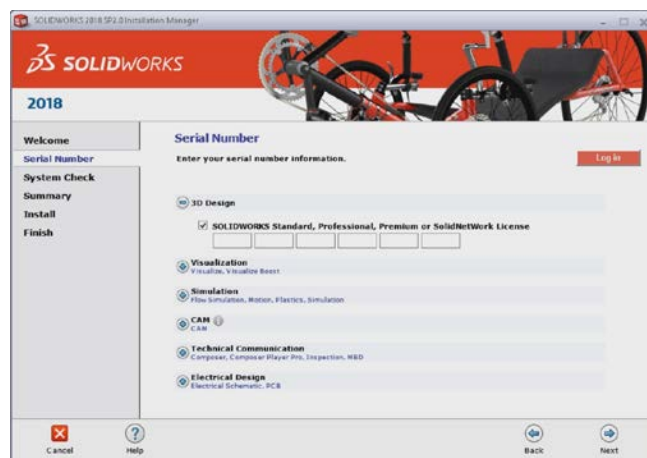 SOLIDWORKS 2018 SP2.0 Installation Manager
SOLIDWORKS
2018
Welcome
Serial Number
System Check
Summary
Install
Finish
Serial Number
Enter your serial number information.
Log in
3D Design
SOLIDWORKS Standard, Professional, Premium or SolidNetWork License
Visualization
Visualize, Visualize Boost
Simulation
Flow Simulation, Motion, Plastics, Simulation
CAM
CAM
Technical Communication
Composer, Composer Player Pro, Inspection, MBD
Electrical Design
Electrical Schematic, PCB
Cancel
Help
Back
Next